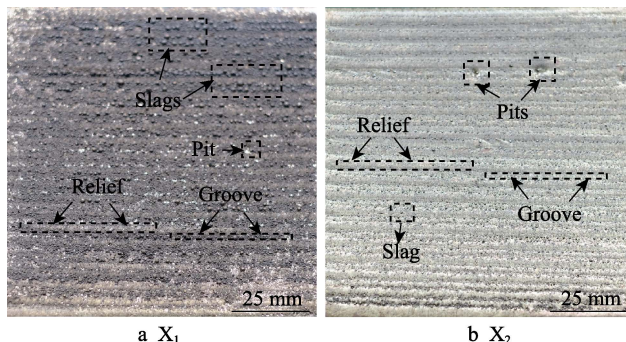 Slags
Pit
Relief
Groove
25 mm
a X₁
Pits
Relief
Groove
Slag
25 mm
b X₂